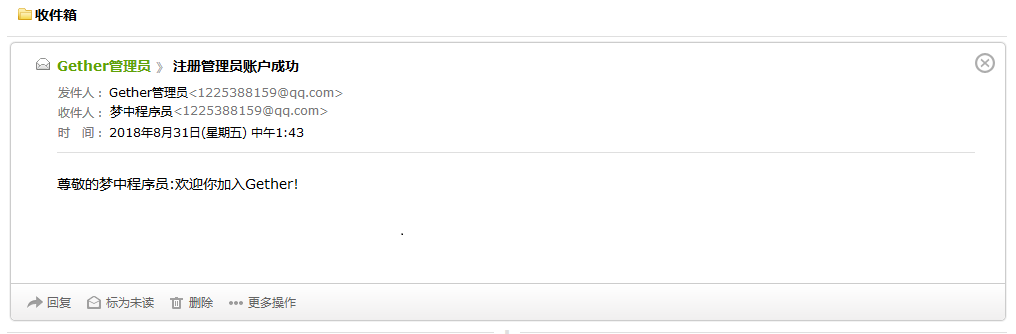 收件箱
Gether管理员 》 注册管理员账户成功
发件人： Gether管理员<1225388159@qq.com>
收件人： 梦中程序员<1225388159@qq.com>
时 间： 2018年8月31日(星期五) 中午1:43
尊敬的梦中程序员:欢迎你加入Gether!
.
回复 标为未读 删除 ••• 更多操作